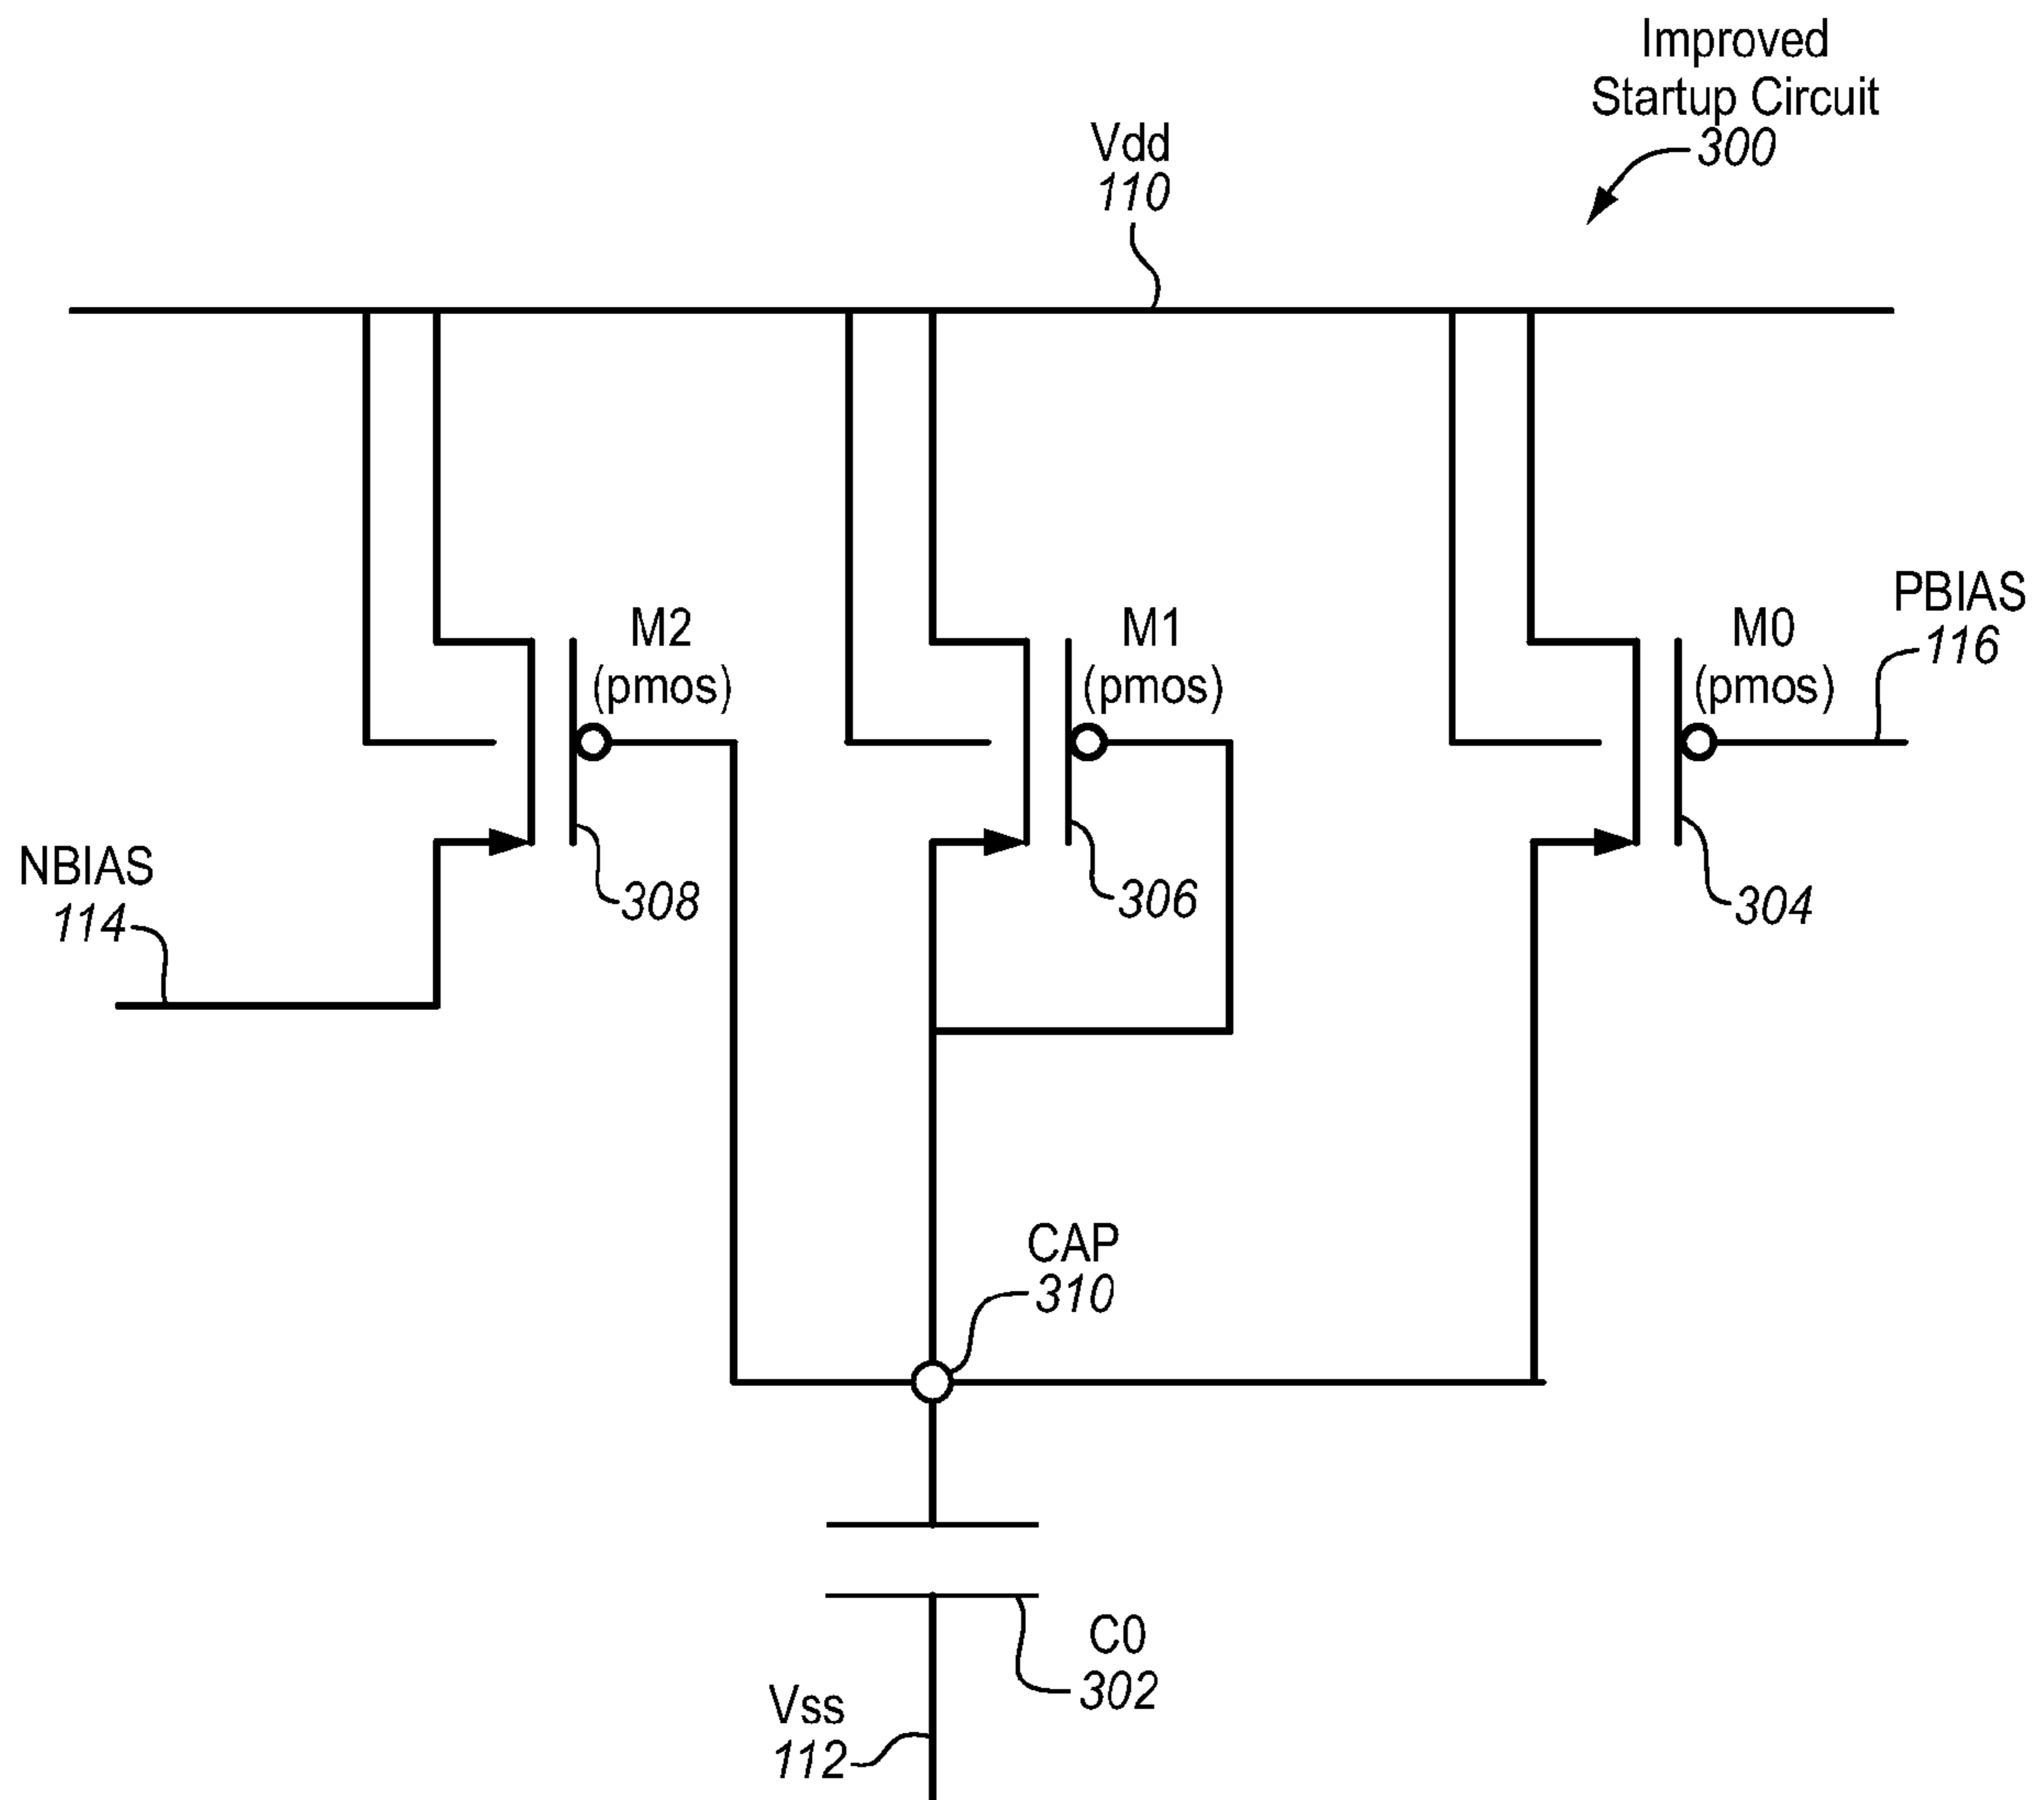 Improved
Startup Circuit
300
Vdd
110
M2
(pmos)
M1
(pmos)
M0
(pmos)
PBIAS
116
NBIAS
114
308
306
304
CAP
310
C0
302
Vss
112